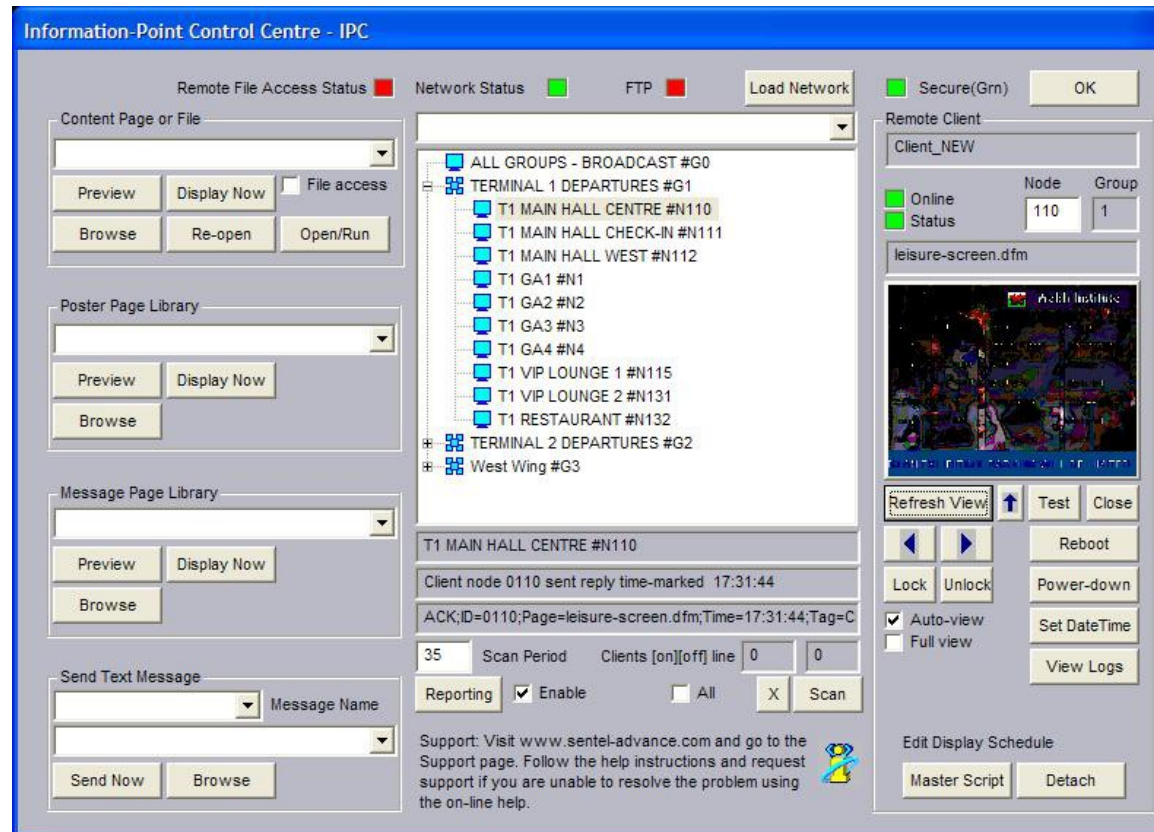 Information-Point Control Centre - IPC
Remote File Access Status
Network Status
FTP
Load Network
Secure(Grn)
OK
Content Page or File
Preview
Display Now
File access
Browse
Re-open
Open/Run
Poster Page Library
Preview
Display Now
Browse
Message Page Library
Preview
Display Now
Browse
Send Text Message
Message Name
Send Now
Browse
ALL GROUPS - BROADCAST #G0
TERMINAL 1 DEPARTURES #G1
T1 MAIN HALL CENTRE #N110
T1 MAIN HALL CHECK-IN #N111
T1 MAIN HALL WEST #N112
T1 GA1 #N1
T1 GA2 #N2
T1 GA3 #N3
T1 GA4 #N4
T1 VIP LOUNGE 1 #N115
T1 VIP LOUNGE 2 #N131
T1 RESTAURANT #N132
TERMINAL 2 DEPARTURES #G2
West Wing #G3
T1 MAIN HALL CENTRE #N110
Client node 0110 sent reply time-marked 17:31:44
ACK;ID=0110;Page=leisure-screen.dfm;Time=17:31:44;Tag=C
35
Scan Period
Clients [on][off] line
0
0
Reporting
Enable
All
X
Scan
Support: Visit www.sentel-advance.com and go to the
Support page. Follow the help instructions and request
support if you are unable to resolve the problem using
the on-line help.
Remote Client
Client_NEW
Online
Status
Node
110
Group
1
leisure-screen.dfm
Refresh View
Test
Close
Reboot
Lock
Unlock
Power-down
Auto-view
Full view
Set DateTime
View Logs
Edit Display Schedule
Master Script
Detach